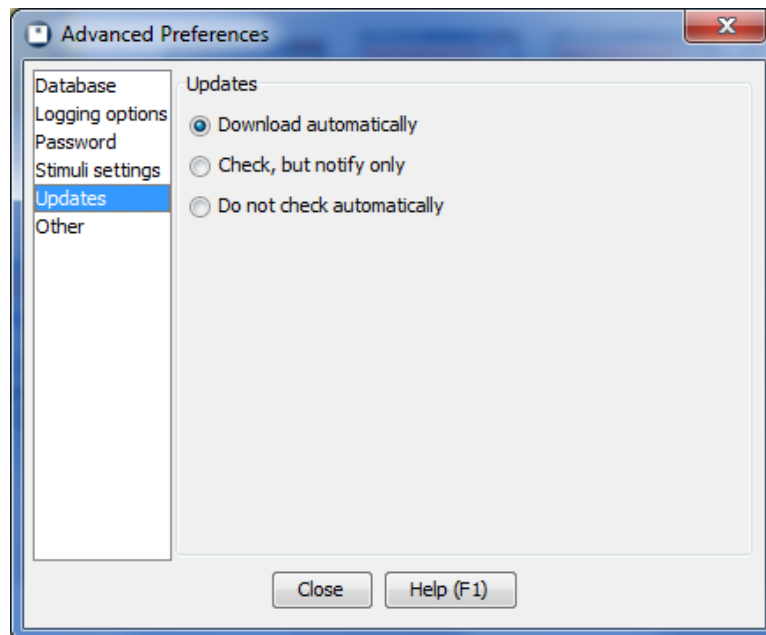 Advanced Preferences
Database
Logging options
Password
Stimuli settings
Updates
Other
Updates
Download automatically
Check, but notify only
Do not check automatically
Close
Help (F1)